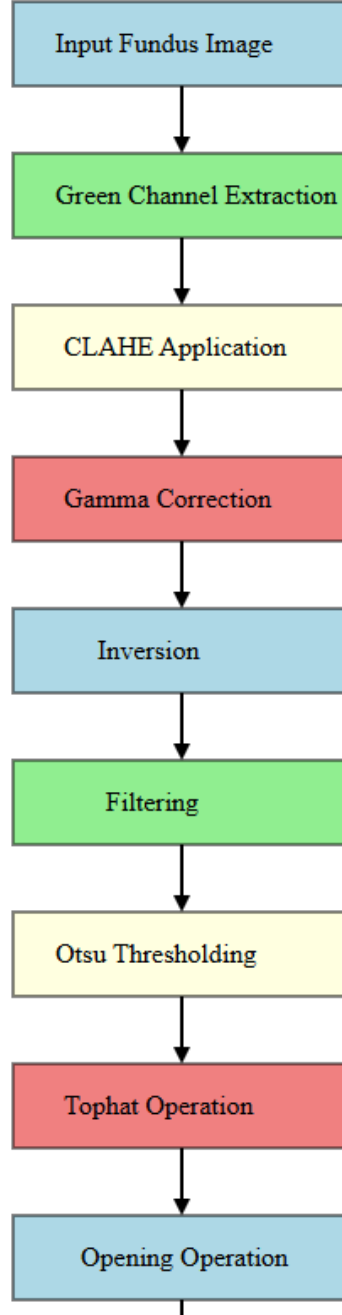 Input Fundus Image
Green Channel Extraction
CLAHE Application
Gamma Correction
Inversion
Filtering
Otsu Thresholding
Tophat Operation
Opening Operation